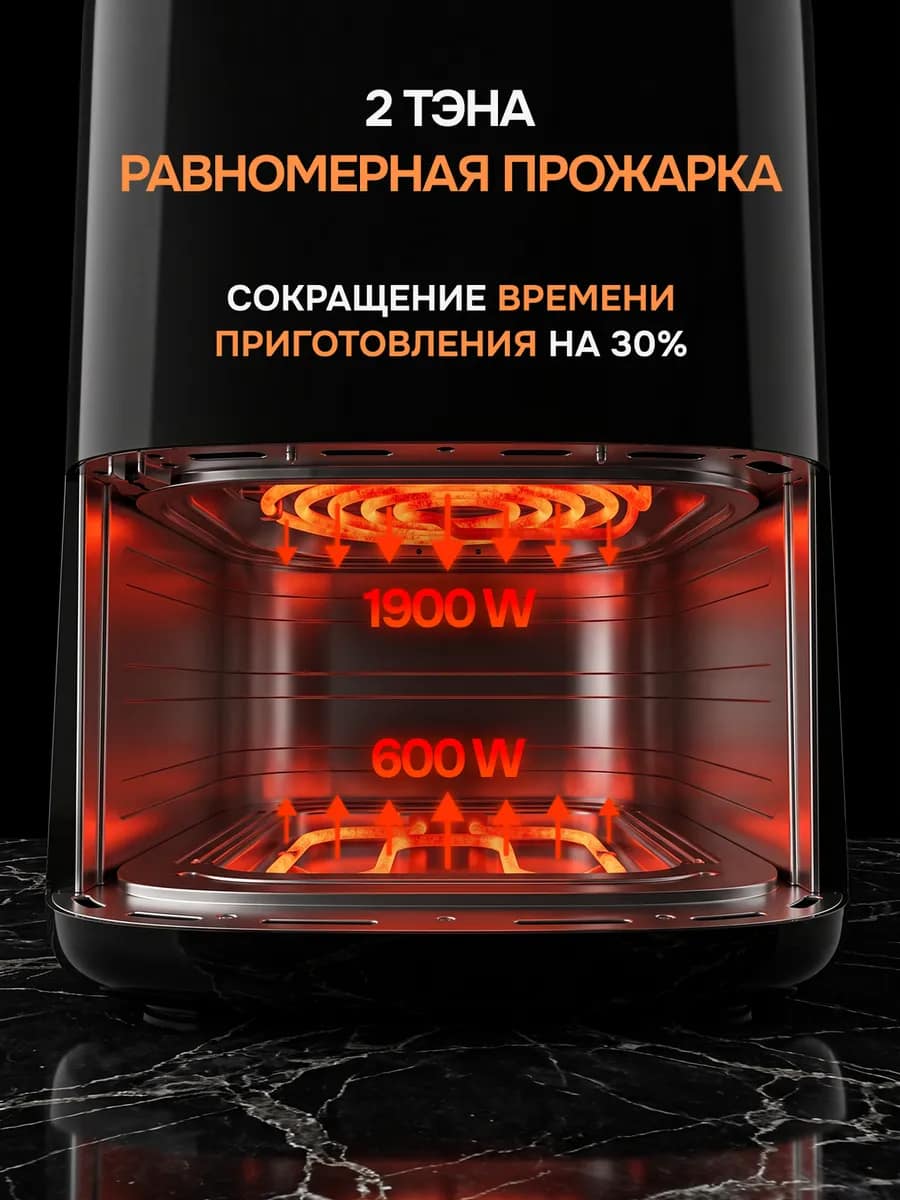 2 ТЭНА
РАВНОМЕРНАЯ ПРОЖАРКА
СОКРАЩЕНИЕ ВРЕМЕНИ
ПРИГОТОВЛЕНИЯ НА 30%
1900 W
600 W